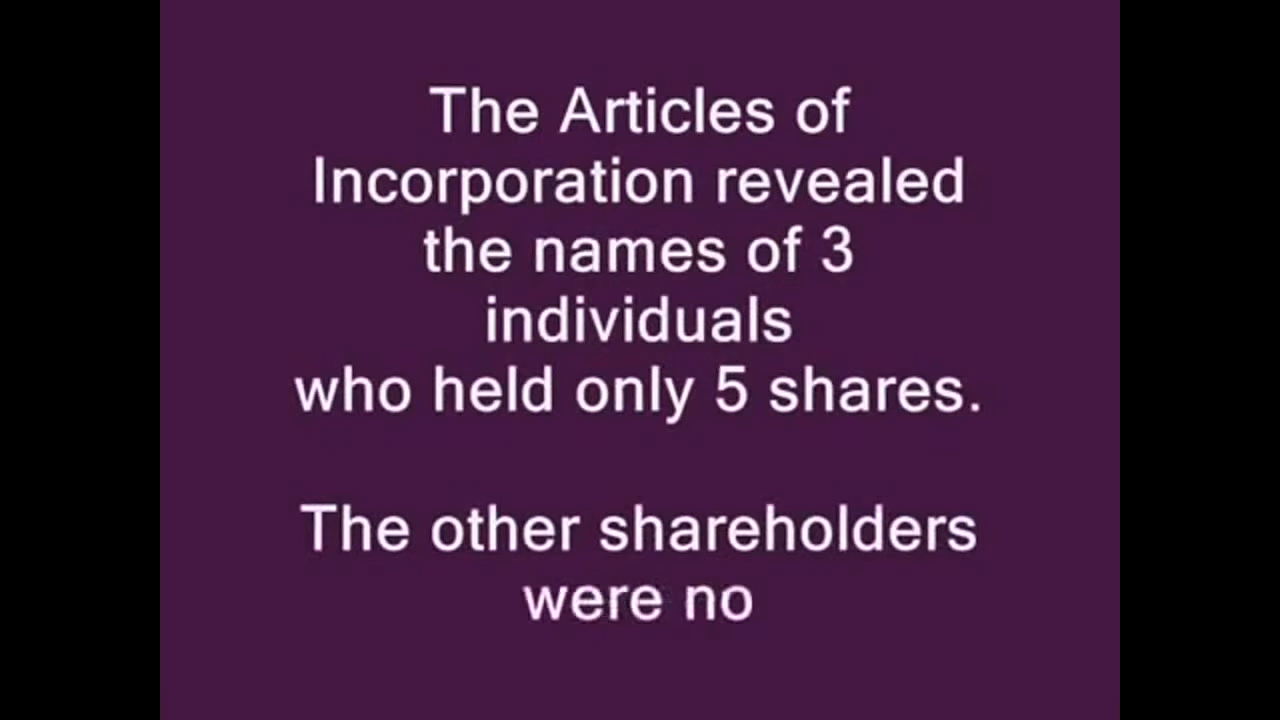 The Articles of
Incorporation revealed
the names of 3
individuals
who held only 5 shares.
The other shareholders
were no